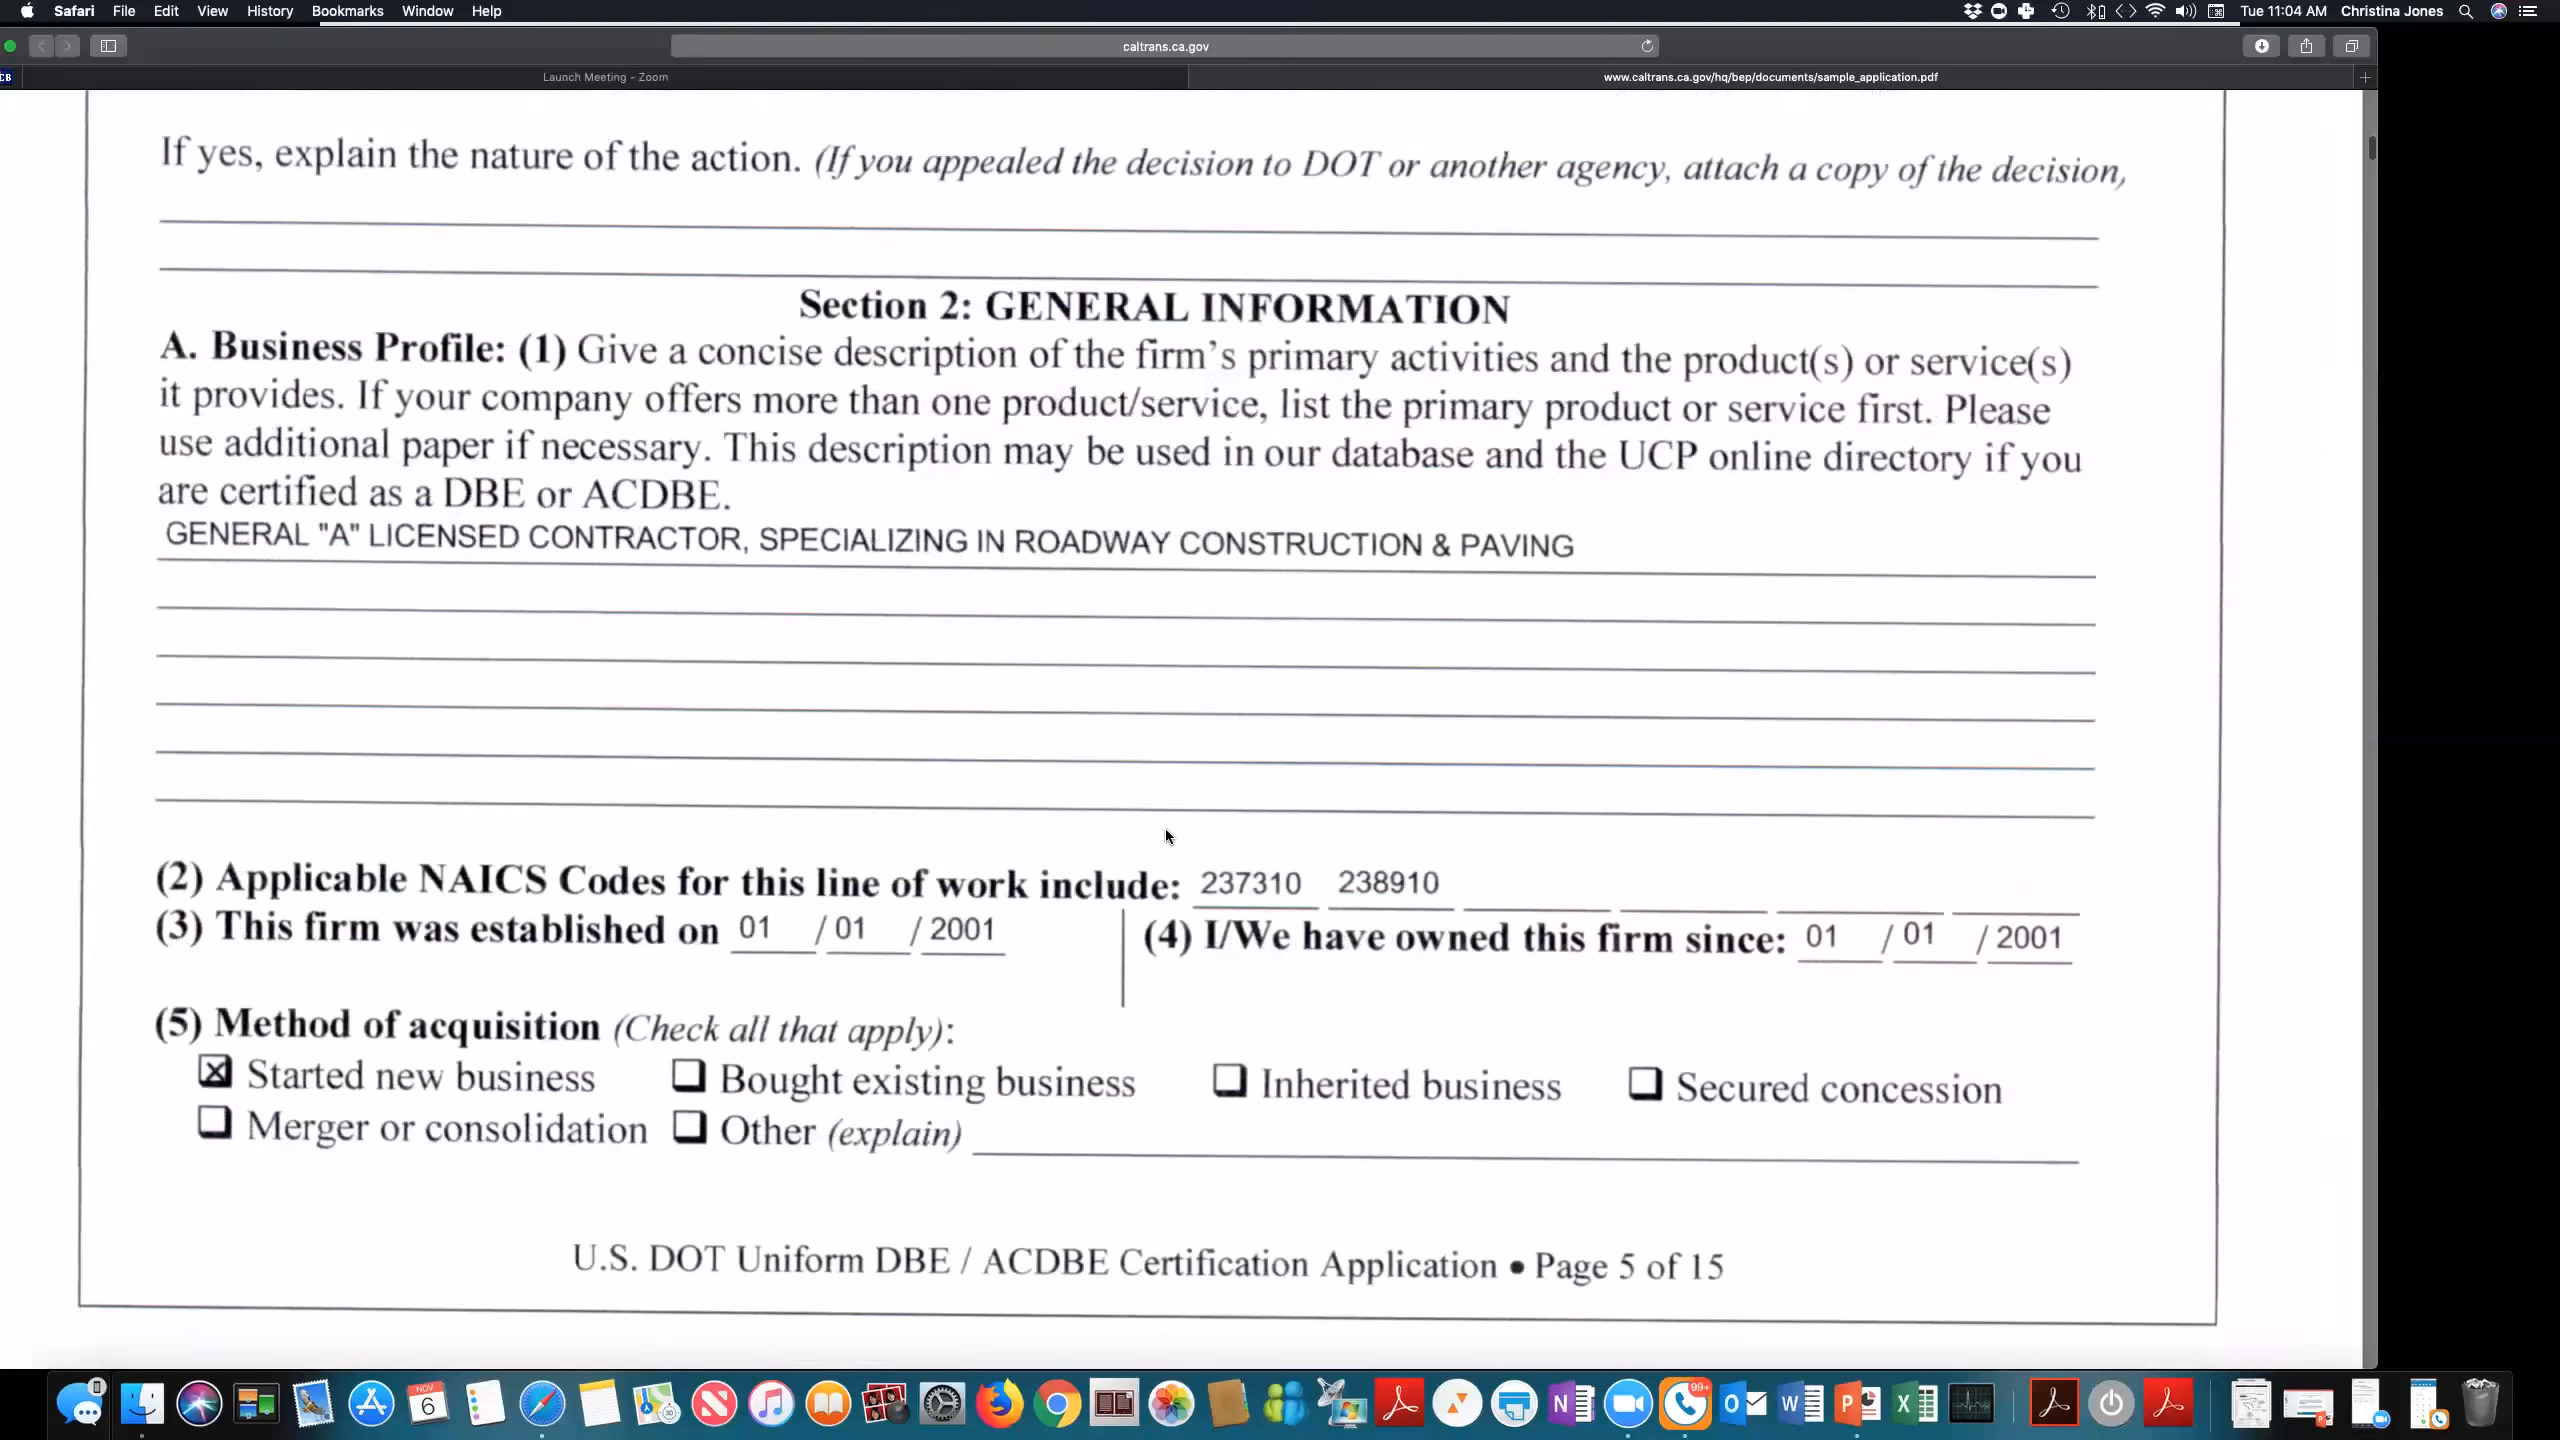 Safari File Edit View History Bookmarks Window Help Tue 11:04 AM Christina Jones
caltrans.ca.gov
CB Launch Meeting - Zoom www.caltrans.ca.gov/hq/bep/documents/sample_application.pdf
If yes, explain the nature of the action. (If you appealed the decision to DOT or another agency, attach a copy of the decision,
Section 2: GENERAL INFORMATION
A. Business Profile: (1) Give a concise description of the firm's primary activities and the product(s) or service(s)
it provides. If your company offers more than one product/service, list the primary product or service first. Please
use additional paper if necessary. This description may be used in our database and the UCP online directory if you
are certified as a DBE or ACDBE.
GENERAL "A" LICENSED CONTRACTOR, SPECIALIZING IN ROADWAY CONSTRUCTION & PAVING
(2) Applicable NAICS Codes for this line of work include: 237310 238910
(3) This firm was established on 01 / 01 / 2001 (4) I/We have owned this firm since: 01 / 01 / 2001
(5) Method of acquisition (Check all that apply):
Started new business Bought existing business Inherited business Secured concession
Merger or consolidation Other (explain)
U.S. DOT Uniform DBE / ACDBE Certification Application • Page 5 of 15
NOV
6
99+